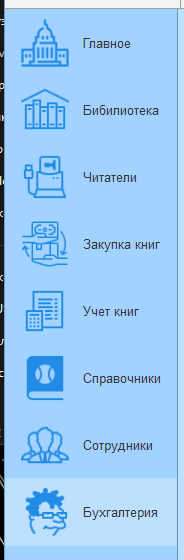 Главное
Бибилиотека
Читатели
Закупка книг
Учет книг
Справочники
Сотрудники
Бухгалтерия